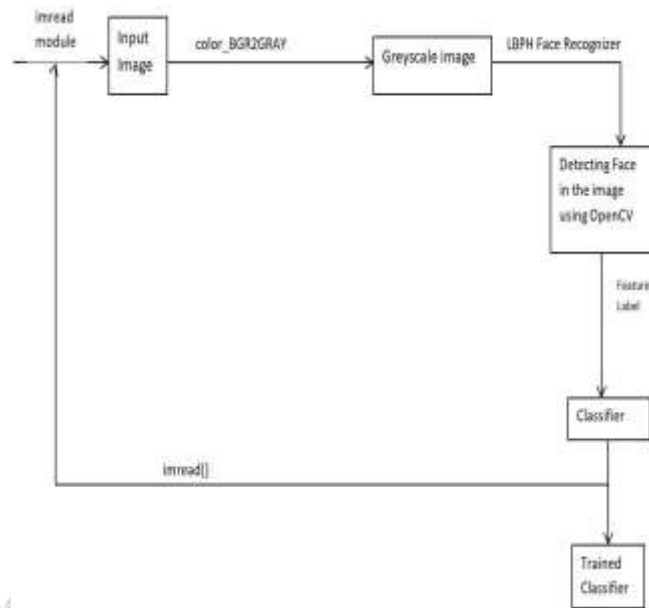 imread
module
Input
Image
color_BGR2GRAY
Greyscale image
LBPH Face Recognizer
Detecting Face
in the image
using OpenCV
Feature
Label
Classifier
imread()
Trained
Classifier